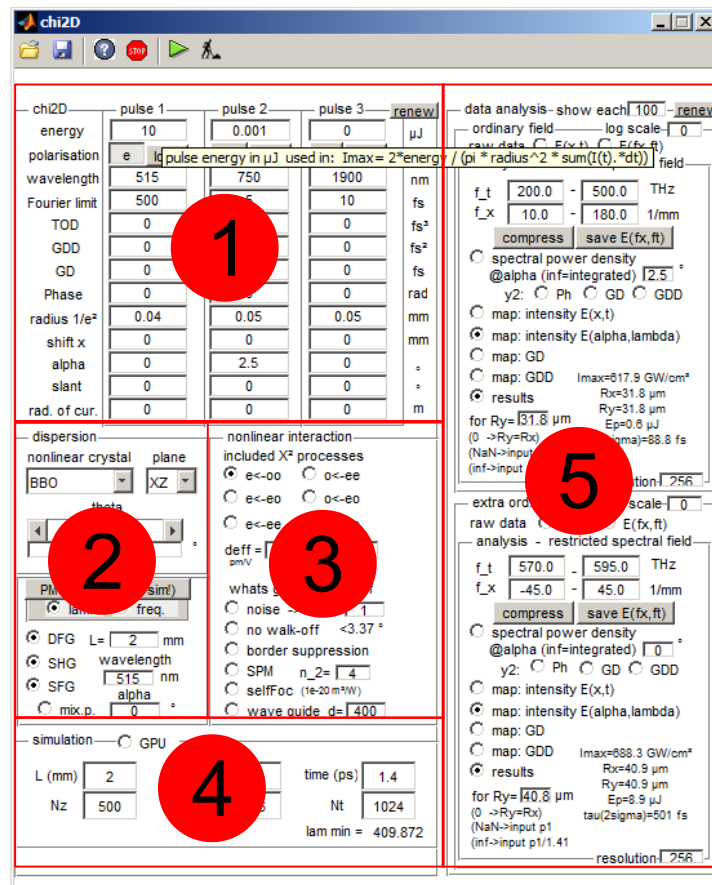 chi2D
STOP
chi2D pulse 1 pulse 2 pulse 3 renew
energy 10 0.001 0 µJ
polarisation e
pulse energy in µJ used in: Imax= 2*energy / (pi * radius^2 * sum(I(t).*dt))
wavelength 515 750 1900 nm
Fourier limit 500 10 fs
TOD 0 0 fs³
GDD 0 0 fs²
GD 0 0 fs
Phase 0 0 rad
radius 1/e² 0.04 0.05 0.05 mm
shift x 0 0 0 mm
alpha 0 2.5 0 °
slant 0 0 0 °
rad. of cur. 0 0 0 m
1
dispersion
nonlinear crystal plane
BBO XZ
theta
°
freq.
DFG L= 2 mm
SHG wavelength
SFG 515 nm
alpha
mix.p. 0 °
2
nonlinear interaction
included X² processes
e<-oo o<-ee
e<-eo o<-eo
e<-ee
deff =
pm/V
whats
noise 1
no walk-off <3.37 °
border suppression
SPM n_2= 4
selfFoc (1e-20 m²/W)
wave guide d= 400
3
simulation GPU
L (mm) 2 time (ps) 1.4
Nz 500 Nt 1024
lam min = 409.872
4
data analysis- show each 100 - renew
ordinary field log scale 0
raw data E(x,t) E(fx,ft)
field
f_t 200.0 - 500.0 THz
f_x 10.0 - 180.0 1/mm
compress save E(fx,ft)
spectral power density
@alpha (inf=integrated) 2.5 °
y2: Ph GD GDD
map: intensity E(x,t)
map: intensity E(alpha,lambda)
map: GD
map: GDD Imax=617.9 GW/cm²
results Rx=31.8 µm
Ry=31.8 µm
for Ry= 31.8 µm Ep=0.6 µJ
(0 ->Ry=Rx) sigma)=88.8 fs
(NaN->input
(inf->input
256
5
extra scale 0
raw data E(fx,ft)
analysis - restricted spectral field
f_t 570.0 - 595.0 THz
f_x -45.0 - 45.0 1/mm
compress save E(fx,ft)
spectral power density
@alpha (inf=integrated) 0 °
y2: Ph GD GDD
map: intensity E(x,t)
map: intensity E(alpha,lambda)
map: GD
map: GDD Imax=688.3 GW/cm²
results Rx=40.9 µm
Ry=40.9 µm
for Ry= 40.8 µm Ep=8.9 µJ
(0 ->Ry=Rx) tau(2sigma)=501 fs
(NaN->input p1
(inf->input p1/1.41
resolution 256